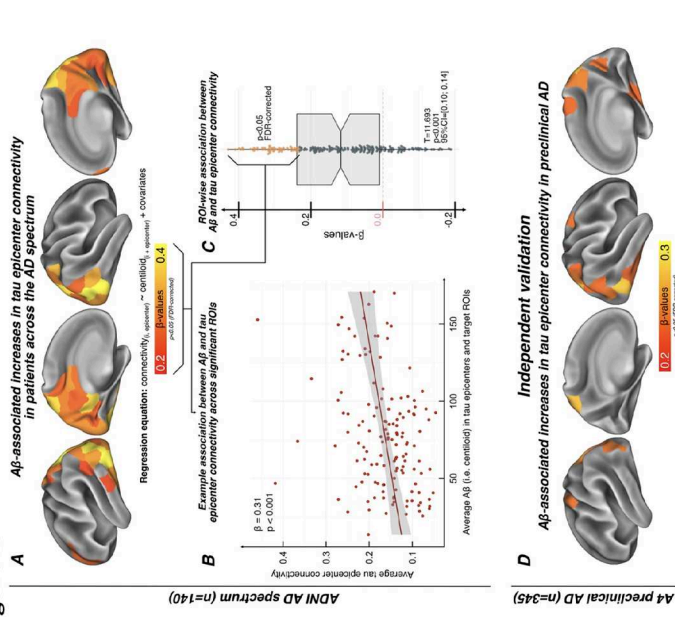 A
Aβ-associated increases in tau epicenter connectivity
in patients across the AD spectrum
Regression equation: connectivity(i, epicenter) ~ centiloid(i + epicenter) + covariates
0.2 β-values 0.4
p<0.05 (FDR-corrected)
B
Example association between Aβ and tau
epicenter connectivity across significant ROIs
β = 0.31
p < 0.001
Average tau epicenter connectivity
0.4
0.3
0.2
0.1
50
100
150
Average Aβ (i.e. centiloid) in tau epicenters and target ROIs
C
ROI-wise association between
Aβ and tau epicenter connectivity
β-values
0.4
0.2
0.0
-0.2
p<0.05
FDR-corrected
T=11.693
p<0.001
95%CI=[0.10; 0.14]
ADNI AD spectrum (n=140)
D
Independent validation
Aβ-associated increases in tau epicenter connectivity in preclinical AD
0.2 β-values 0.3
A4 preclinical AD (n=345)